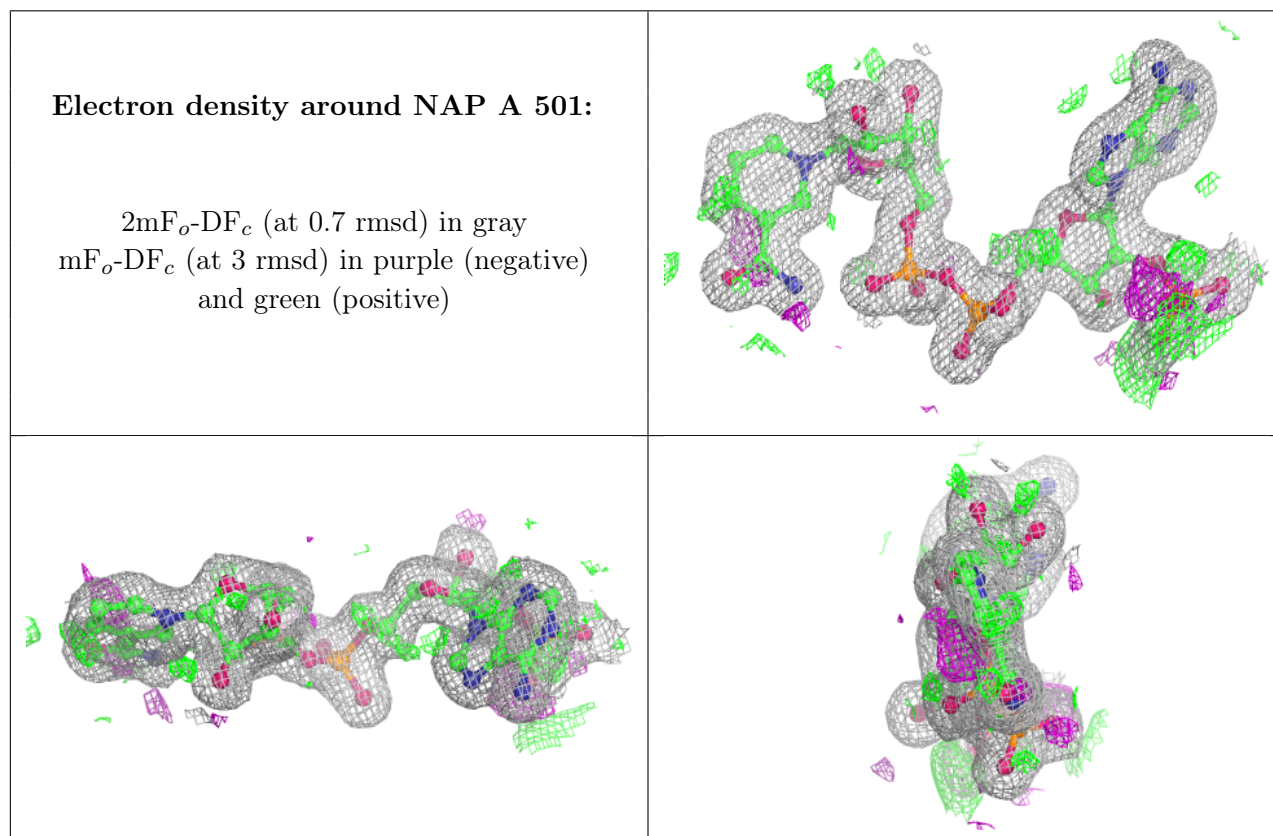 Electron density around NAP A 501:
2mFₒ-DF𝑐 (at 0.7 rmsd) in gray
mFₒ-DF𝑐 (at 3 rmsd) in purple (negative)
and green (positive)